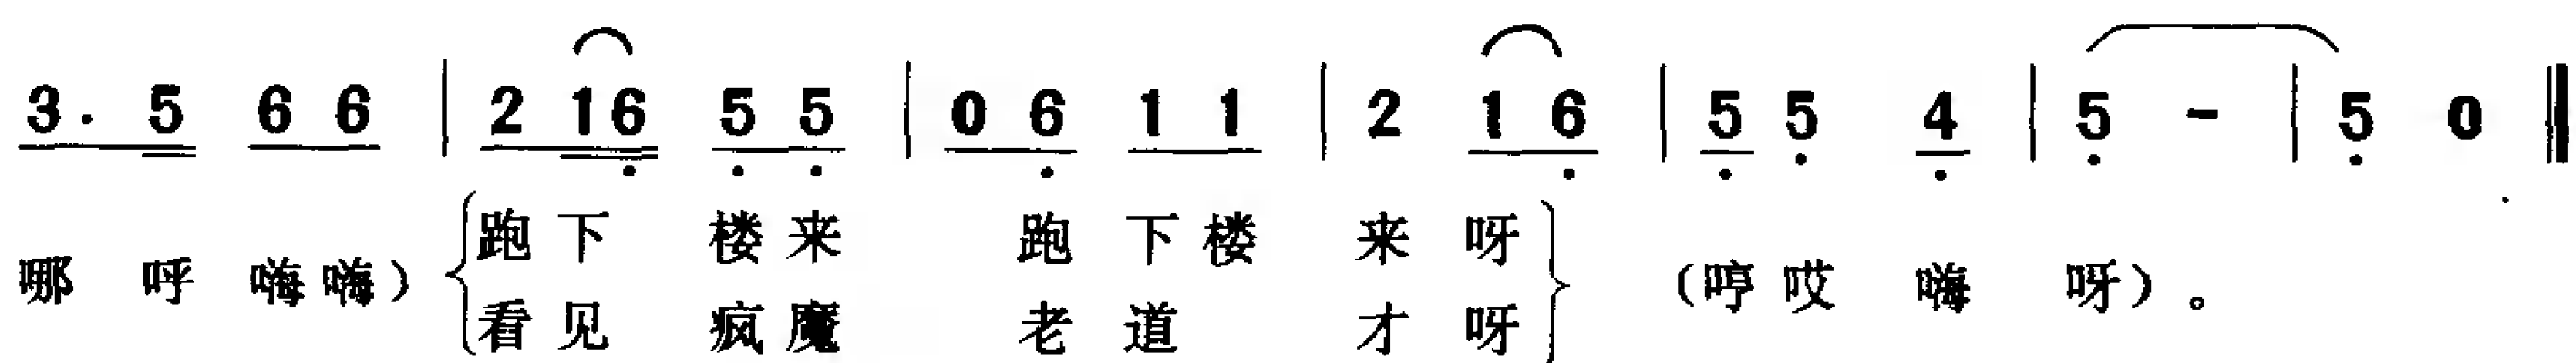 3. 5 6 6 | 2 1 6 5 5 | 0 6 1 1 | 2 1 6 | 5 5 4 | 5 - | 5 0 ‖
跑下 楼来 跑 下楼 来 呀
哪 呼 嗨嗨) (哼哎 嗨 呀)。
看见 疯魔 老 道 才 呀